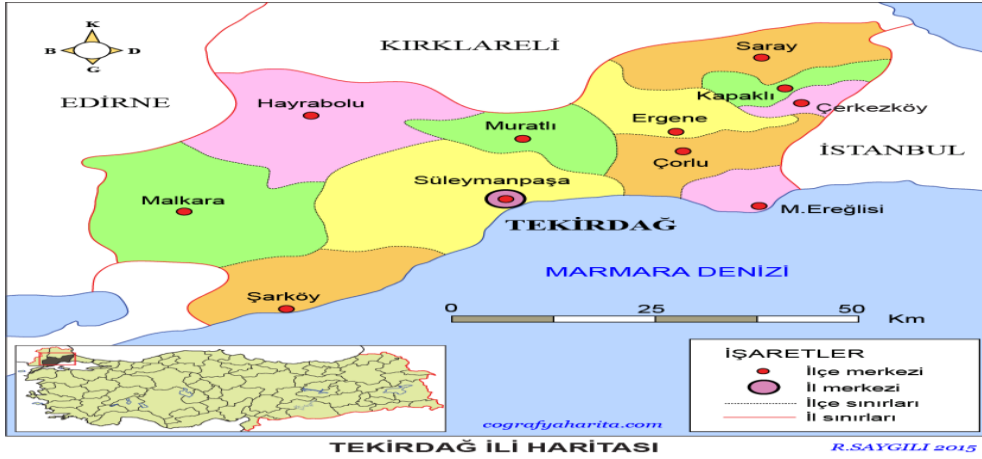 K
B D
G
KIRKLARELİ
EDİRNE
İSTANBUL
Saray
Kapaklı
Çerkezköy
Hayrabolu
Muratlı
Ergene
Çorlu
Süleymanpaşa
Malkara
M.Ereğlisi
TEKİRDAĞ
MARMARA DENİZİ
Şarköy
0 25 50
Km
İŞARETLER
İlçe merkezi
İl merkezi
İlçe sınırları
İl sınırları
cografyaharita.com
TEKİRDAĞ İLİ HARİTASI
R.SAYGILI 2015